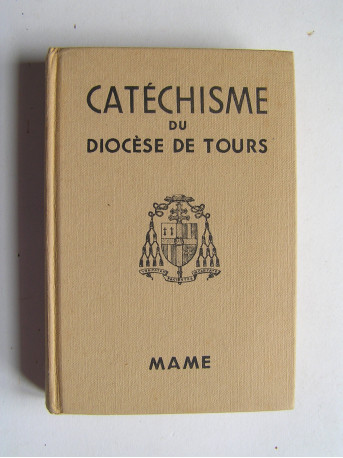 CATÉCHISME
DU
DIOCÈSE DE TOURS
MAME